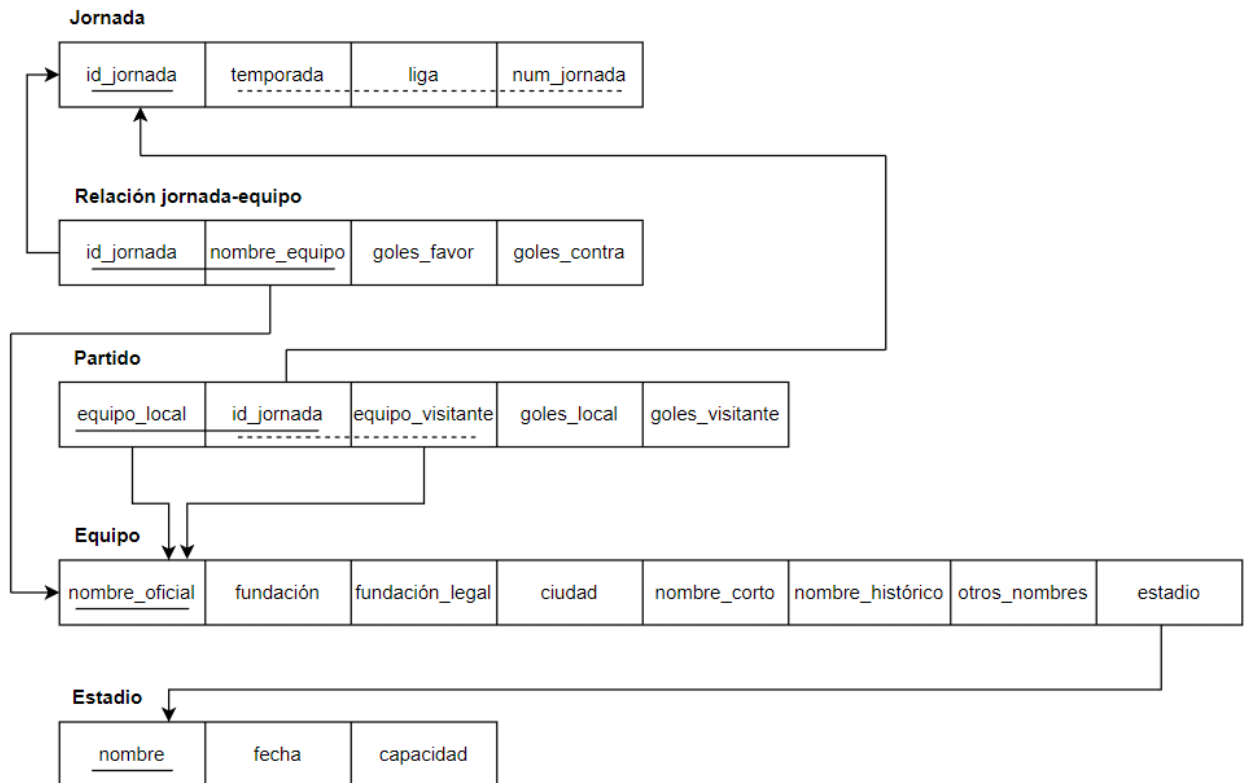 Jornada
id_jornada temporada liga num_jornada
Relación jornada-equipo
id_jornada nombre_equipo goles_favor goles_contra
Partido
equipo_local id_jornada equipo_visitante goles_local goles_visitante
Equipo
nombre_oficial fundación fundación_legal ciudad nombre_corto nombre_histórico otros_nombres estadio
Estadio
nombre fecha capacidad